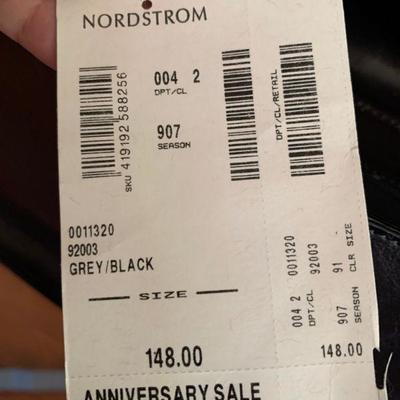 NORDSTROM
SKU 419192 588256
004 2
DPT/CL
907
SEASON
DPT/CL/RETAIL
0011320
92003
GREY/BLACK
SIZE
148.00
ANNIVERSARY SALE
004 2 0011320
DPT/CL 92003
907 91
SEASON CLR SIZE
148.00